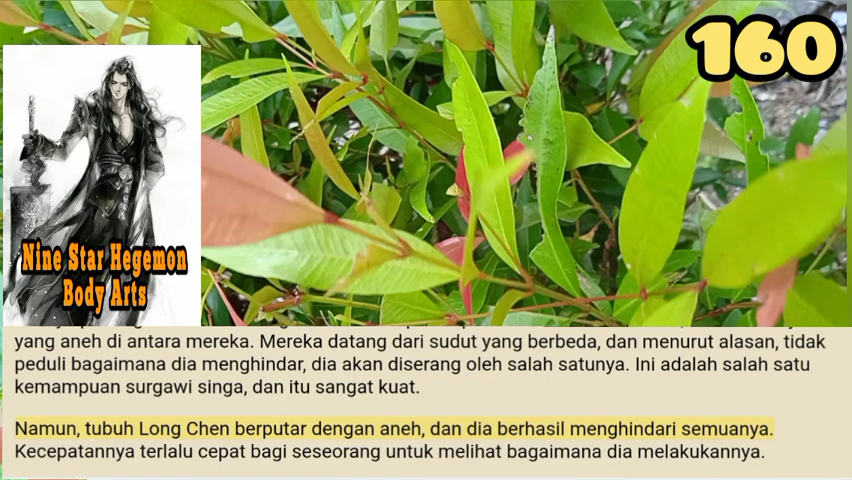 160
Nine Star Hegemon
Body Arts
yang aneh di antara mereka. Mereka datang dari sudut yang berbeda, dan menurut alasan, tidak
peduli bagaimana dia menghindar, dia akan diserang oleh salah satunya. Ini adalah salah satu
kemampuan surgawi singa, dan itu sangat kuat.
Namun, tubuh Long Chen berputar dengan aneh, dan dia berhasil menghindari semuanya.
Kecepatannya terlalu cepat bagi seseorang untuk melihat bagaimana dia melakukannya.